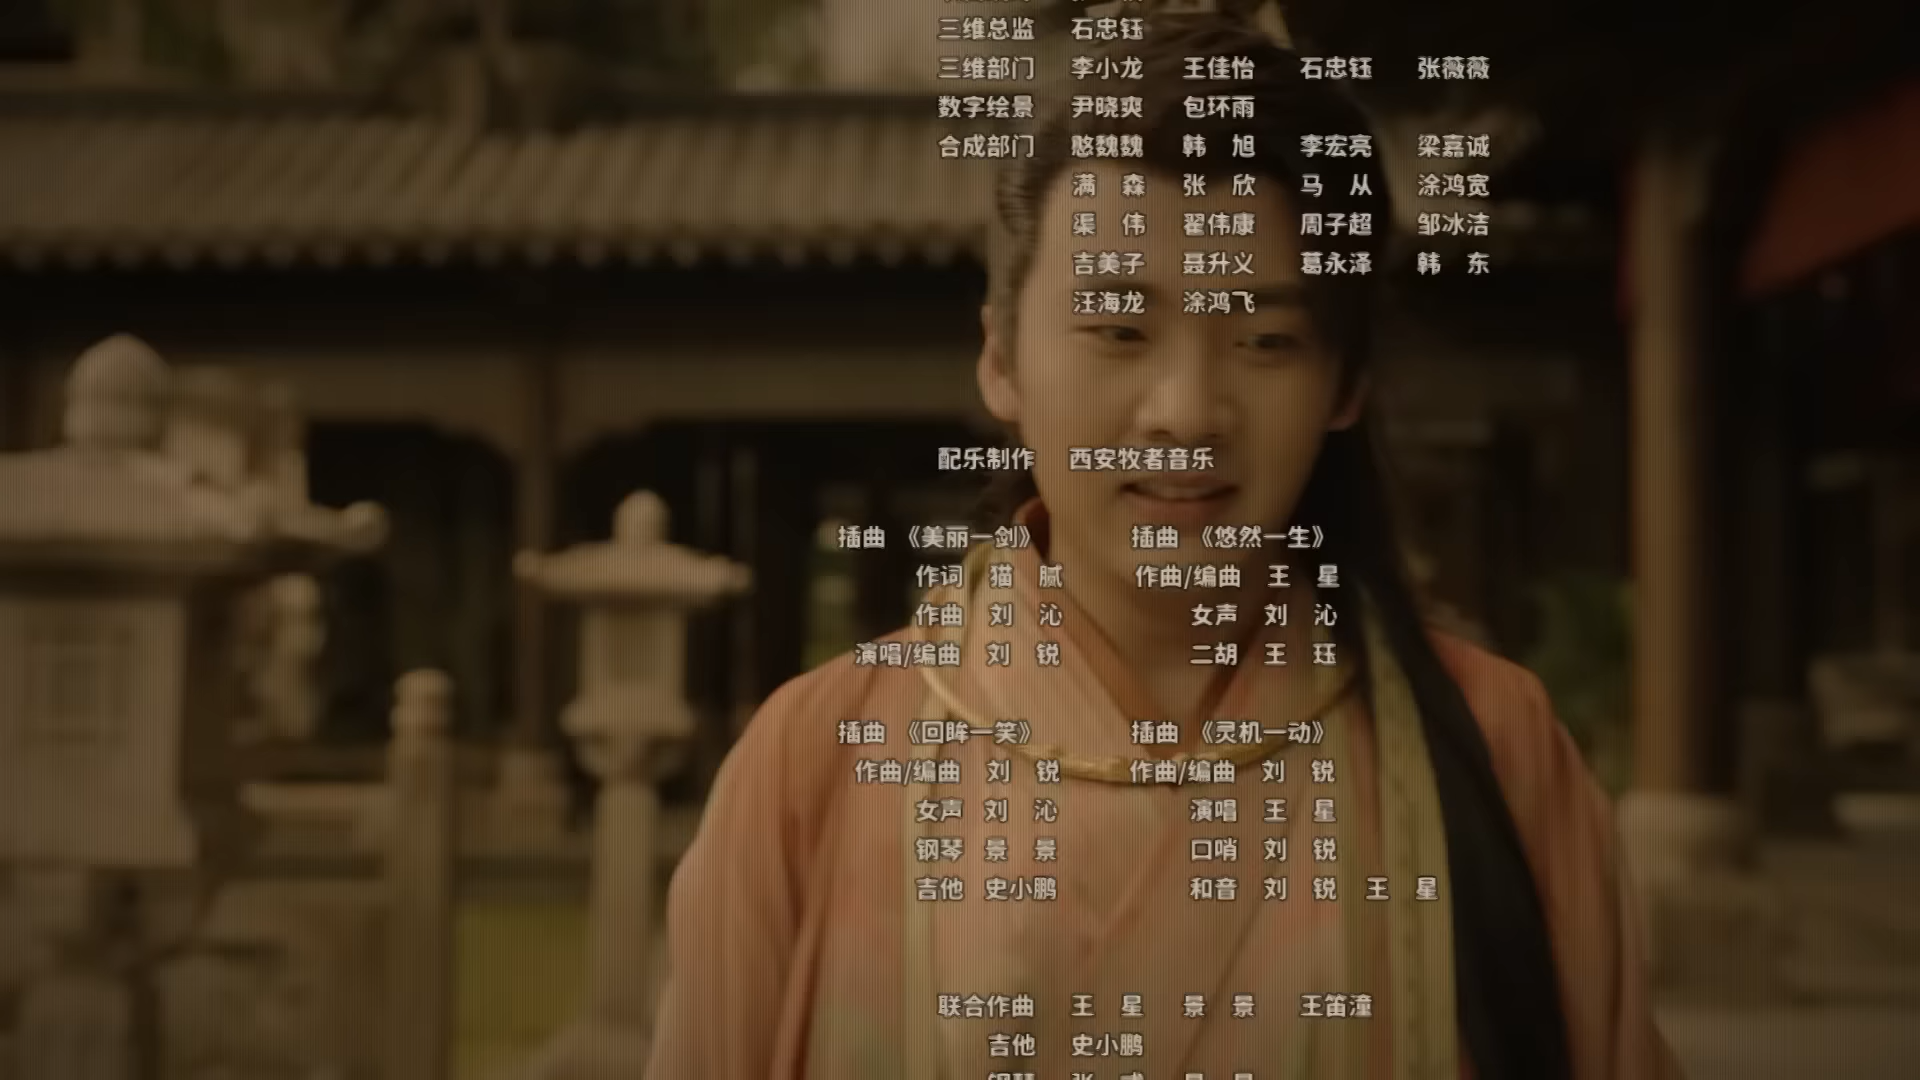 三维总监 石忠钰
三维部门 李小龙 王佳怡 石忠钰 张薇薇
数字绘景 尹晓爽 包环雨
合成部门 憨魏魏 韩 旭 李宏亮 梁嘉诚
满 森 张 欣 马 从 涂鸿宽
渠 伟 翟伟康 周子超 邹冰洁
吉美子 聂升义 葛永泽 韩 东
汪海龙 涂鸿飞
配乐制作 西安牧者音乐
插曲 《美丽一剑》 插曲 《悠然一生》
作词 猫 腻 作曲/编曲 王 星
作曲 刘 沁 女声 刘 沁
演唱/编曲 刘 锐 二胡 王 珏
插曲 《回眸一笑》 插曲 《灵机一动》
作曲/编曲 刘 锐 作曲/编曲 刘 锐
女声 刘 沁 演唱 王 星
钢琴 景 景 口哨 刘 锐
吉他 史小鹏 和音 刘 锐 王 星
联合作曲 王 星 景 景 王笛潼
吉他 史小鹏